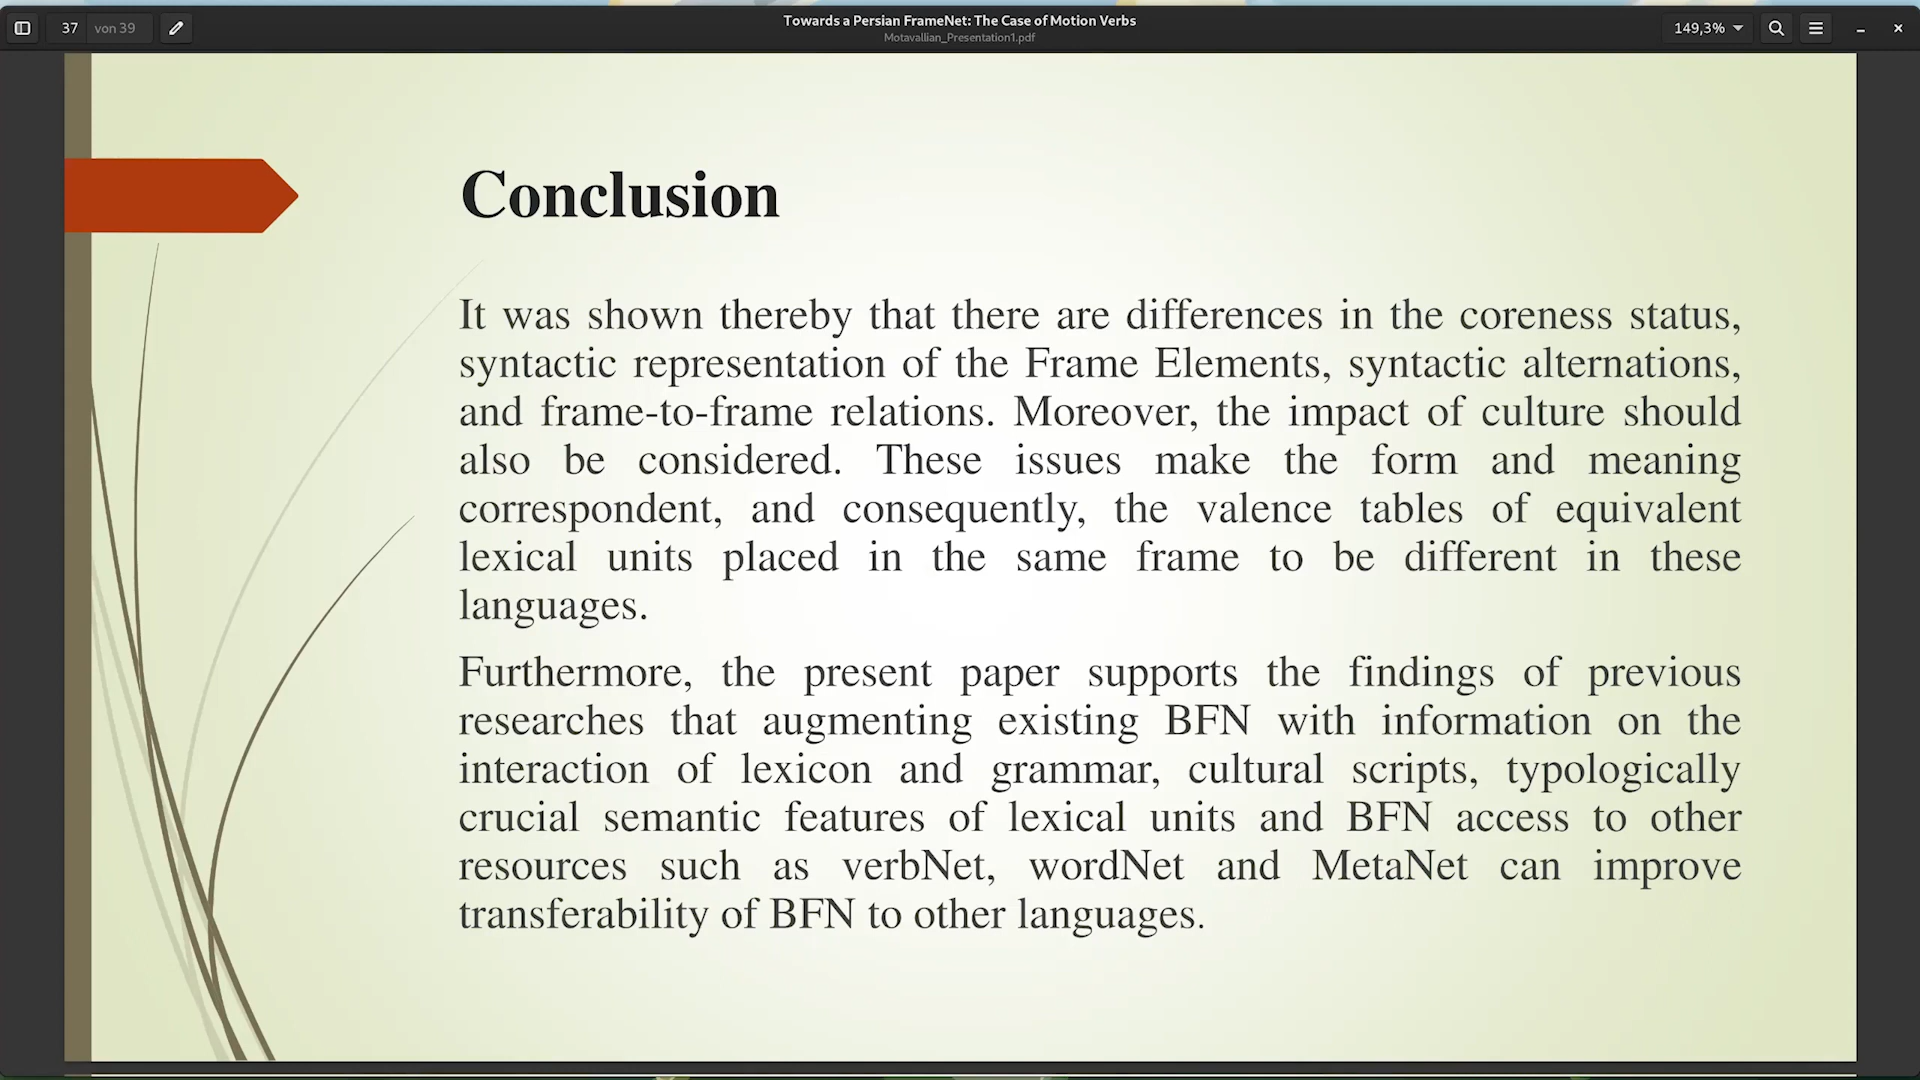 37 von 39
Towards a Persian FrameNet: The Case of Motion Verbs
Motavallian_Presentation1.pdf
149,3%
Conclusion
It was shown thereby that there are differences in the coreness status,
syntactic representation of the Frame Elements, syntactic alternations,
and frame-to-frame relations. Moreover, the impact of culture should
also be considered. These issues make the form and meaning
correspondent, and consequently, the valence tables of equivalent
lexical units placed in the same frame to be different in these
languages.
Furthermore, the present paper supports the findings of previous
researches that augmenting existing BFN with information on the
interaction of lexicon and grammar, cultural scripts, typologically
crucial semantic features of lexical units and BFN access to other
resources such as verbNet, wordNet and MetaNet can improve
transferability of BFN to other languages.